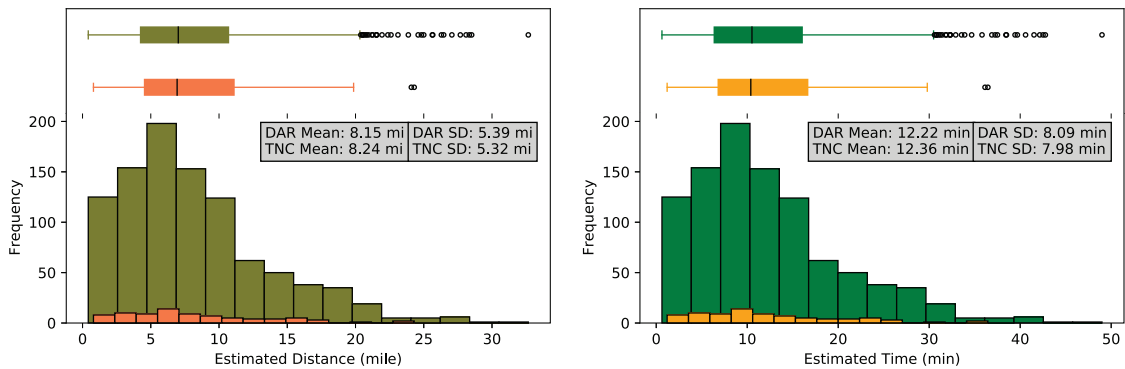 DAR Mean: 8.15 mi DAR SD: 5.39 mi
TNC Mean: 8.24 mi TNC SD: 5.32 mi
200
150
100
50
0
Frequency
0 5 10 15 20 25 30
Estimated Distance (mile)
DAR Mean: 12.22 min DAR SD: 8.09 min
TNC Mean: 12.36 min TNC SD: 7.98 min
200
150
100
50
0
Frequency
0 10 20 30 40 50
Estimated Time (min)